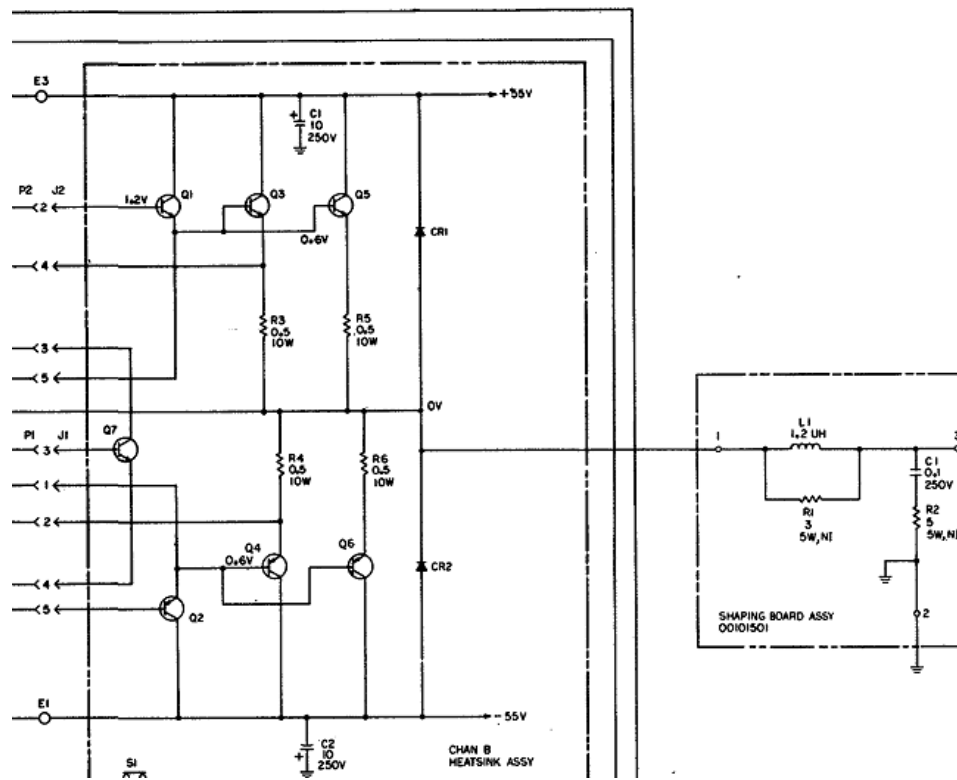 E3
+55V
C1
+
10
250V
P2 J2
Q1
Q3
Q5
1.2V
2
0.6V
CR1
4
R3
0.5
10W
R5
0.5
10W
3
5
0V
P1 J1
Q7
3
R4
0.5
10W
R6
0.5
10W
1
2
Q4
0.6V
Q6
CR2
4
5
Q2
E1
-55V
C2
+
10
250V
CHAN B
HEATSINK ASSY
S1
1
L1
1.2 UH
3
R1
3
5W,NI
C1
0.1
250V
R2
5
5W,NI
2
SHAPING BOARD ASSY
00101501